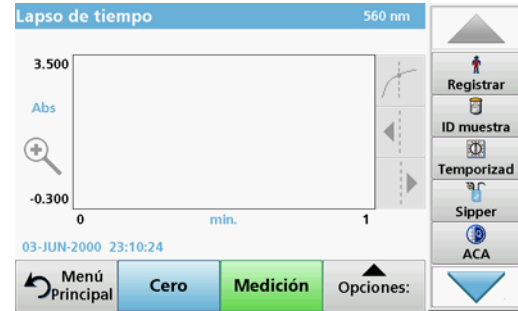 Lapso de tiempo 560 nm
3.500
Abs
-0.300
0 min. 1
03-JUN-2000 23:10:24
Menú Principal
Cero
Medición
Opciones:
Registrar
ID muestra
Temporizad
Sipper
ACA